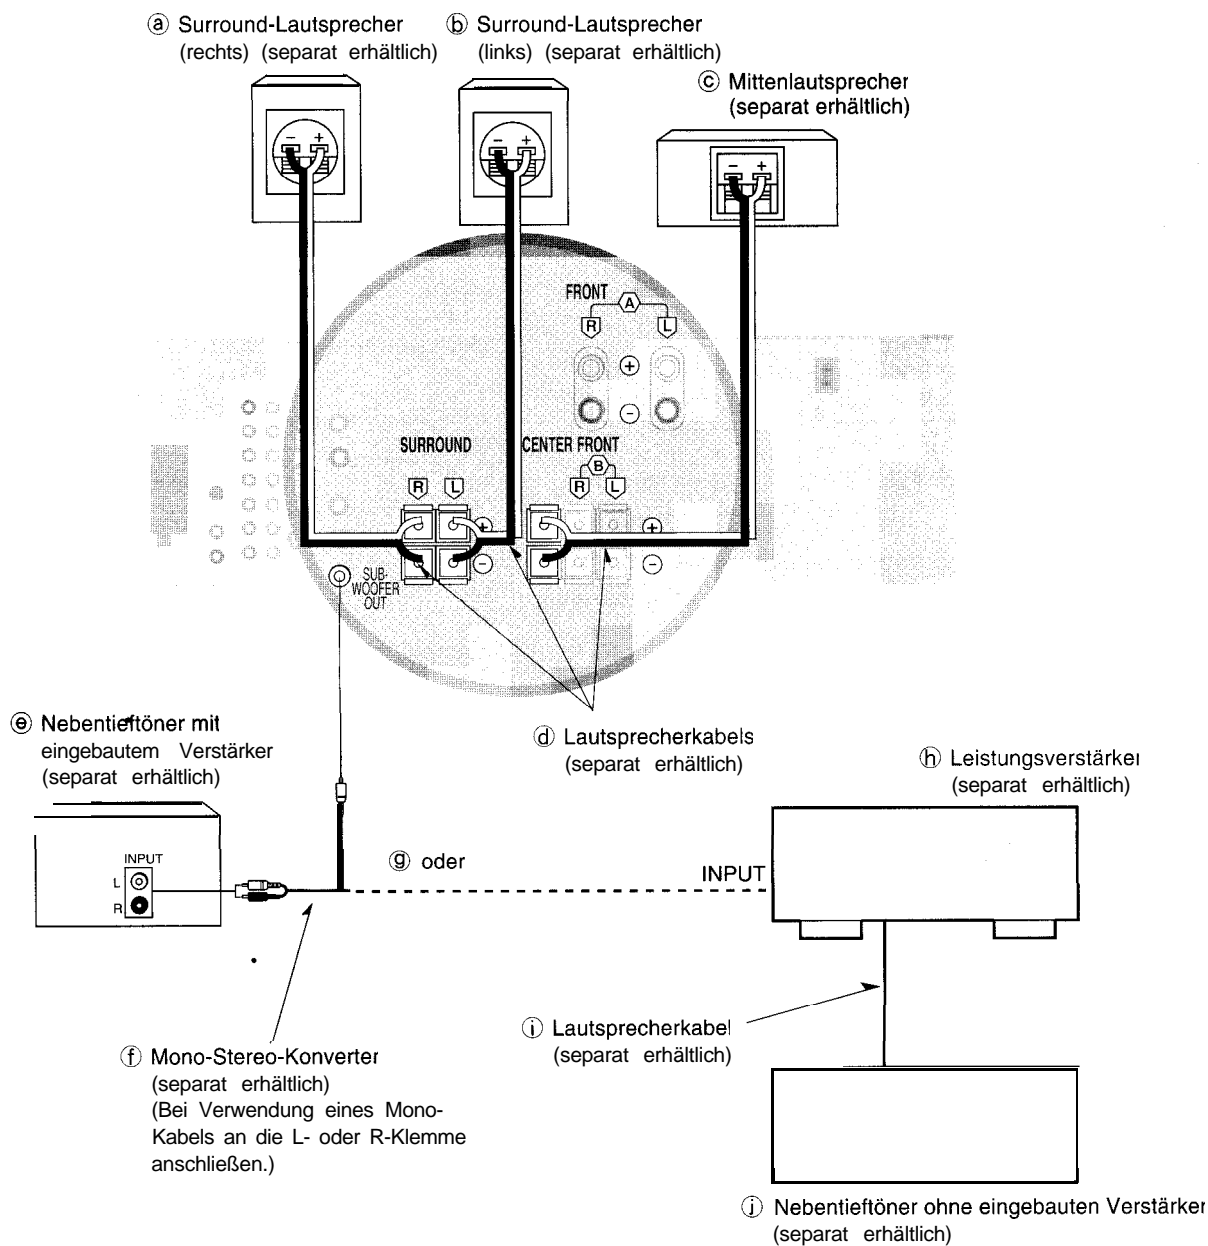 ⓐ Surround-Lautsprecher
(rechts) (separat erhältlich)
ⓑ Surround-Lautsprecher
(links) (separat erhältlich)
ⓒ Mittenlautsprecher
(separat erhältlich)
− +
− +
− +
FRONT
A
R L
+
−
SURROUND
CENTER FRONT
B
R L
R L
+
+
−
−
SUB-
WOOFER
OUT
ⓓ Lautsprecherkabels
(separat erhältlich)
ⓔ Nebentieftöner mit
eingebautem Verstärker
(separat erhältlich)
ⓗ Leistungsverstärker
(separat erhältlich)
INPUT
L
R
ⓖ oder
INPUT
ⓘ Lautsprecherkabel
(separat erhältlich)
ⓕ Mono-Stereo-Konverter
(separat erhältlich)
(Bei Verwendung eines Mono-
Kabels an die L- oder R-Klemme
anschließen.)
ⓙ Nebentieftöner ohne eingebauten Verstärker
(separat erhältlich)